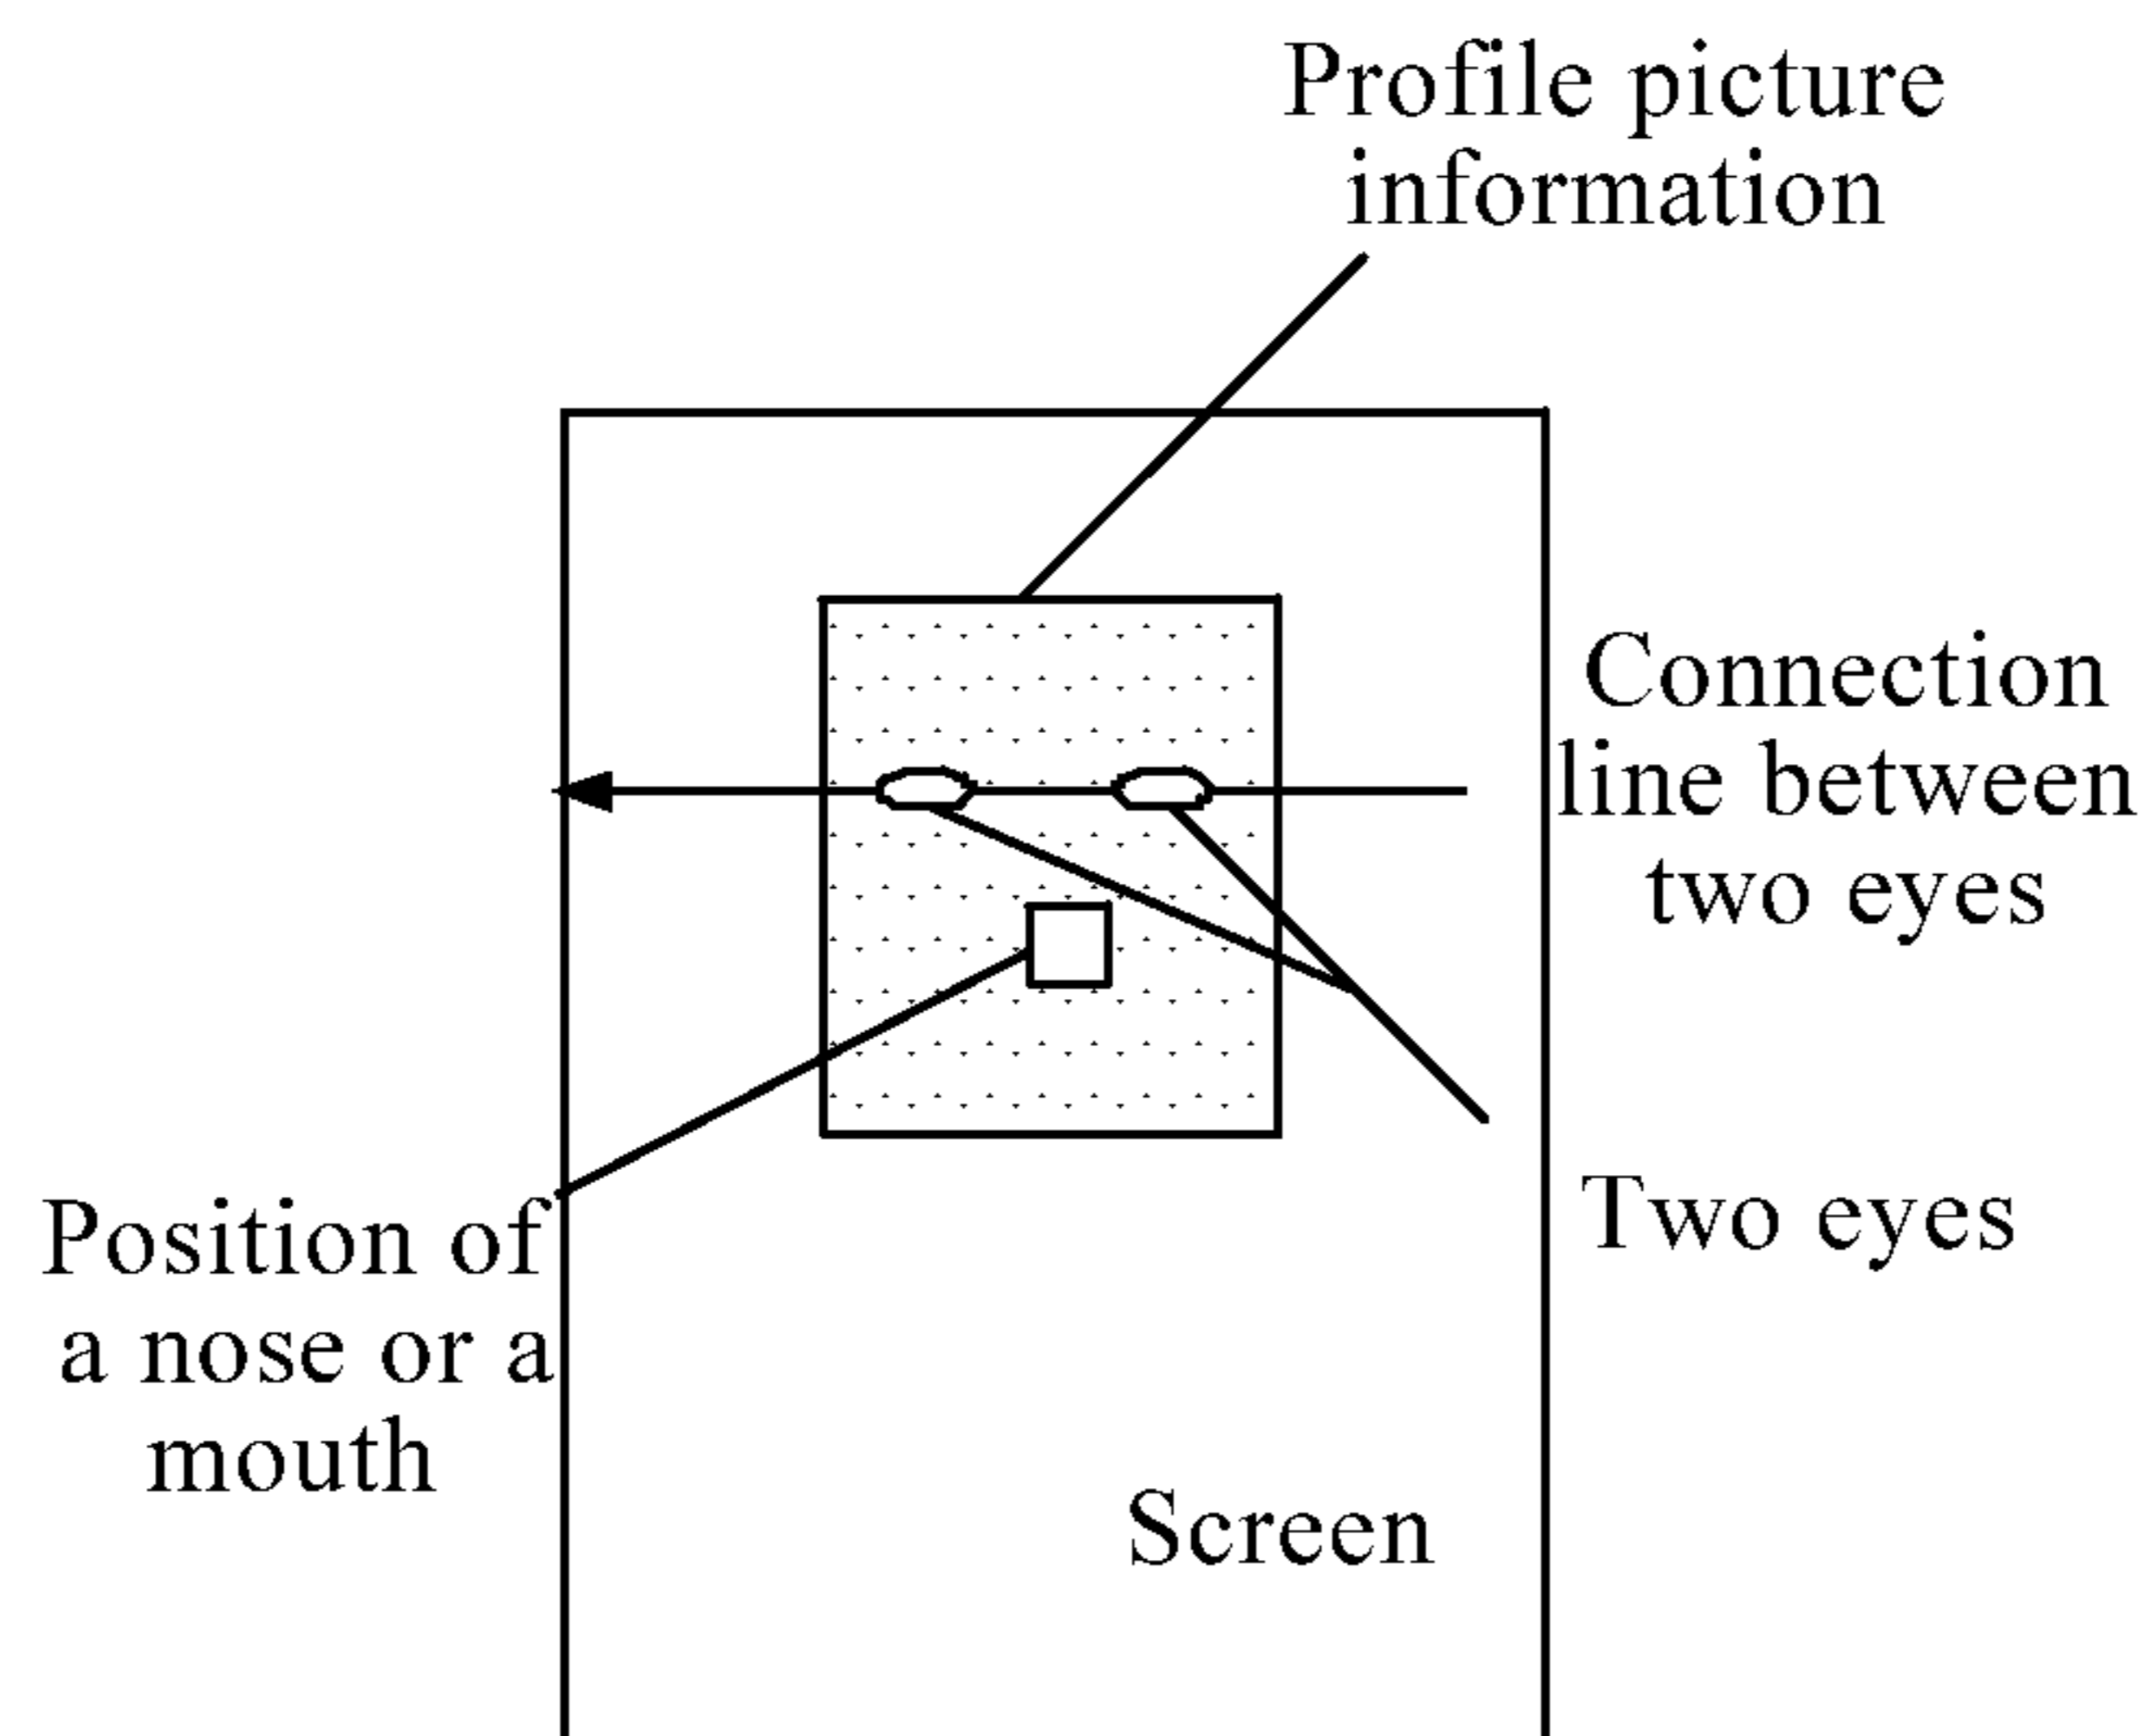 Profile picture
information
Connection
line between
two eyes
Two eyes
Position of
a nose or a
mouth
Screen